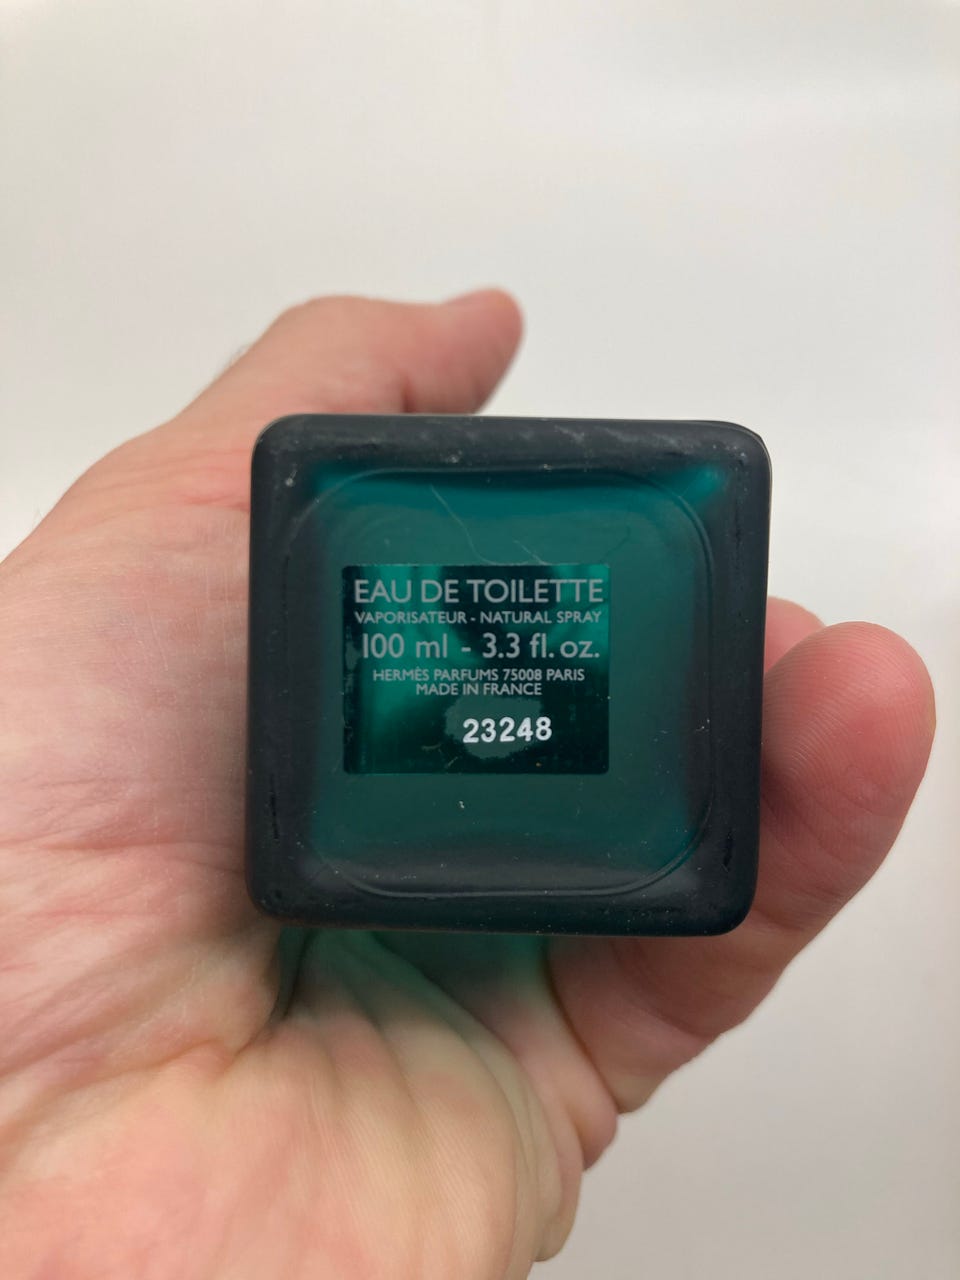 EAU DE TOILETTE
VAPORISATEUR - NATURAL SPRAY
100 ml - 3.3 fl. oz.
HERMÈS PARFUMS 75008 PARIS
MADE IN FRANCE
23248